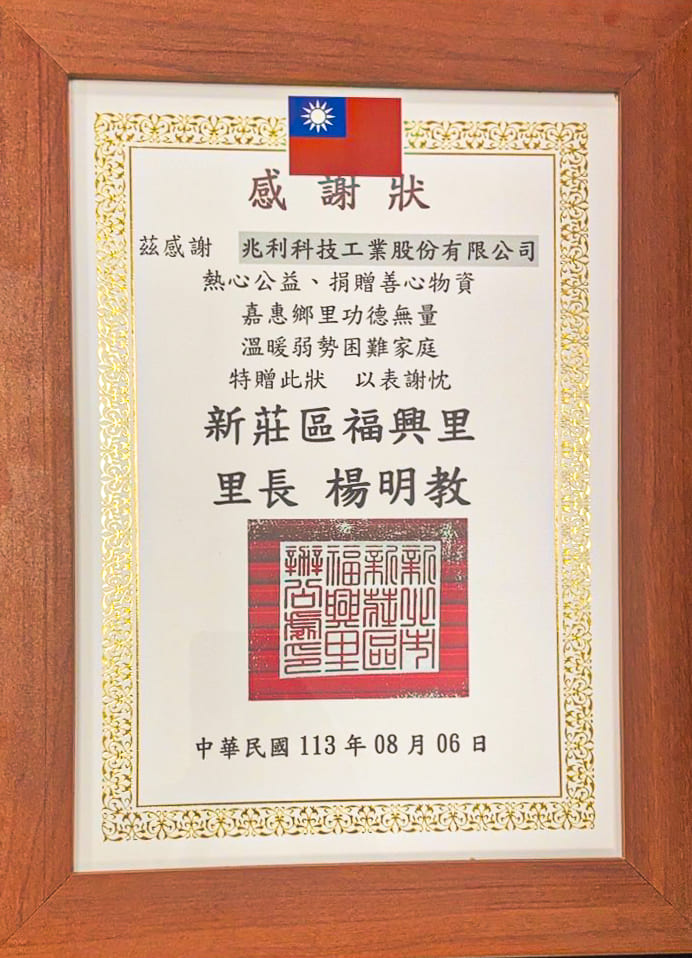 感謝狀
茲感謝 兆利科技工業股份有限公司
熱心公益、捐贈善心物資
嘉惠鄉里功德無量
溫暖弱勢困難家庭
特贈此狀 以表謝忱
新莊區福興里
里長 楊明教
新北市
新莊區
福興里
辦公處印
中華民國 113 年 08 月 06 日